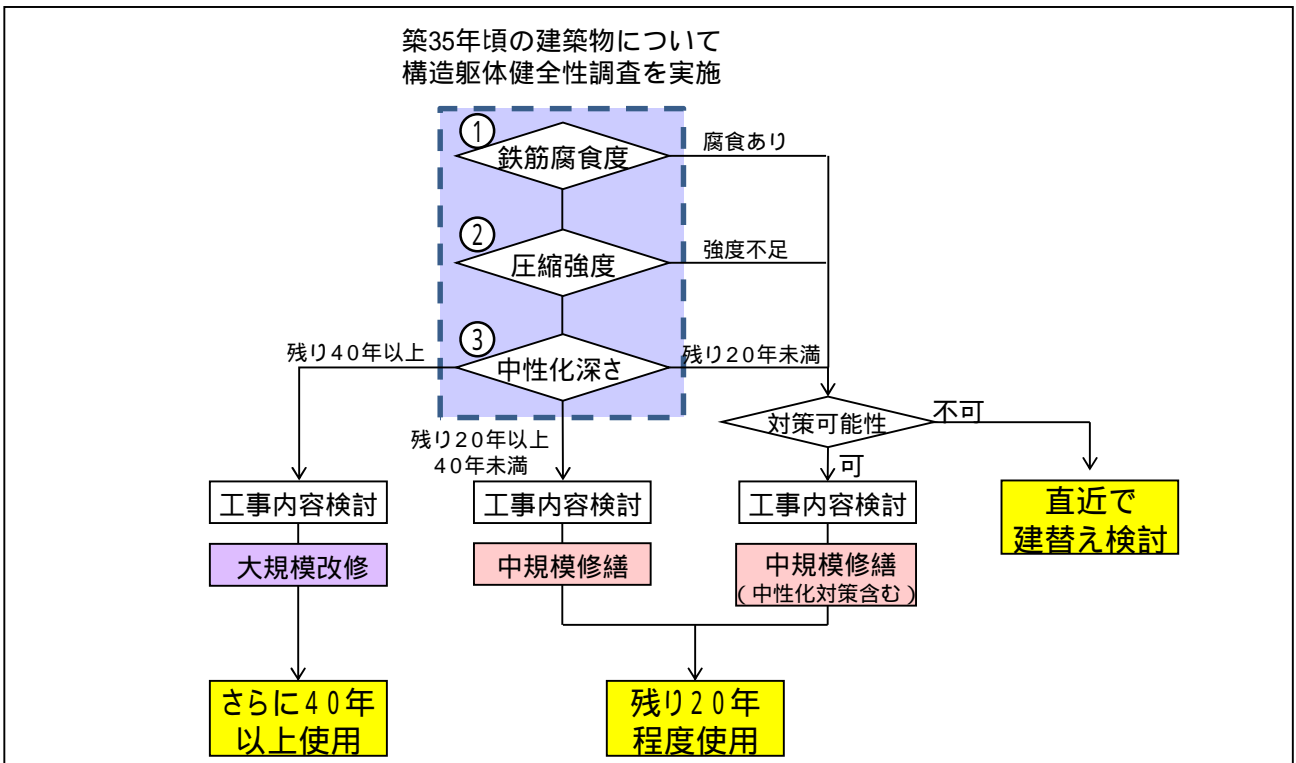 築35年頃の建築物について
構造躯体健全性調査を実施
①
鉄筋腐食度
腐食あり
②
圧縮強度
強度不足
③
中性化深さ
残り40年以上
残り20年未満
残り20年以上
40年未満
対策可能性
不可
可
工事内容検討
工事内容検討
工事内容検討
直近で
建替え検討
大規模改修
中規模修繕
中規模修繕
(中性化対策含む)
さらに40年
以上使用
残り20年
程度使用